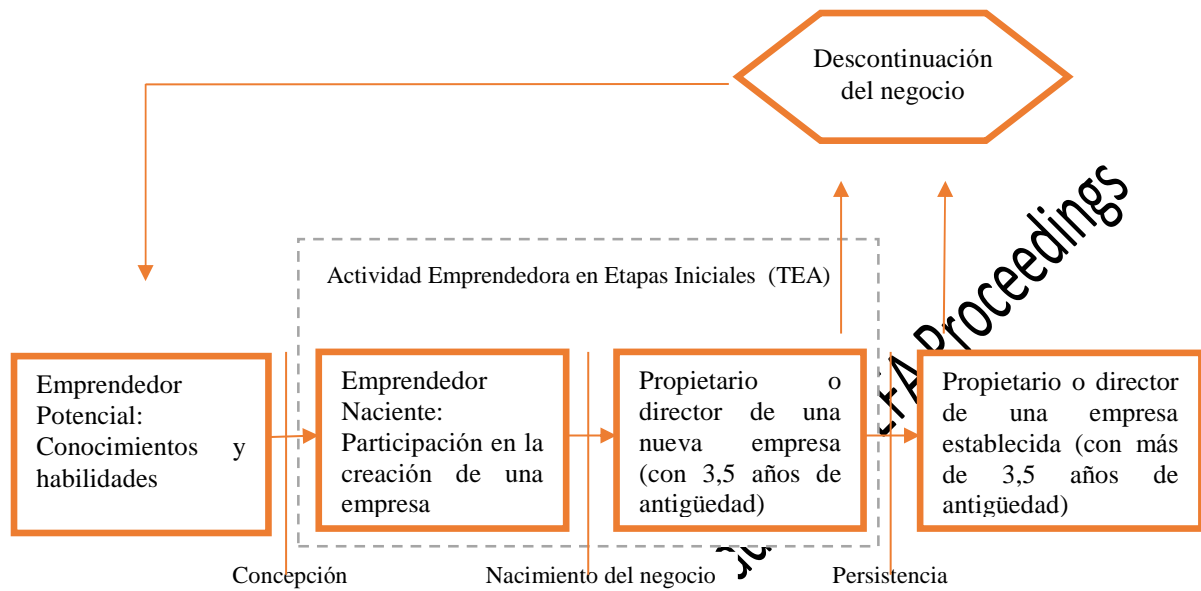 Descontinuación
del negocio
Actividad Emprendedora en Etapas Iniciales (TEA)
Emprendedor
Potencial:
Conocimientos y
habilidades
Emprendedor
Naciente:
Participación en la
creación de una
empresa
Propietario o
director de una
nueva empresa
(con 3,5 años de
antigüedad)
Propietario o director
de una empresa
establecida (con más
de 3,5 años de
antigüedad)
Proceedings
Concepción
Nacimiento del negocio
Persistencia